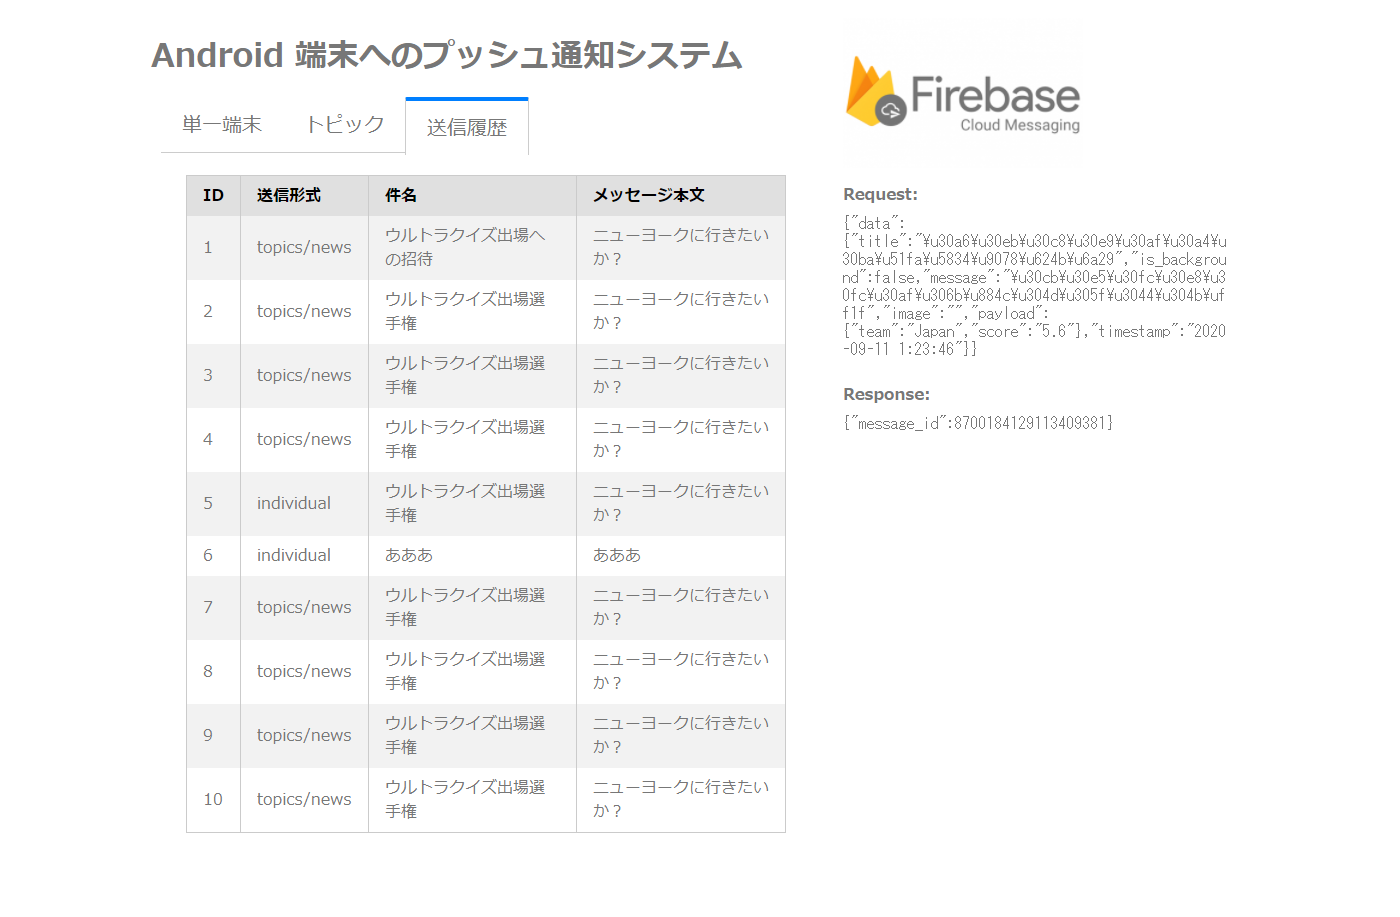 Android 端末へのプッシュ通知システム
単一端末 トピック 送信履歴
ID 送信形式 件名 メッセージ本文
1 topics/news ウルトラクイズ出場へ ニューヨークに行きたい
の招待 か？
2 topics/news ウルトラクイズ出場選 ニューヨークに行きたい
手権 か？
3 topics/news ウルトラクイズ出場選 ニューヨークに行きたい
手権 か？
4 topics/news ウルトラクイズ出場選 ニューヨークに行きたい
手権 か？
5 individual ウルトラクイズ出場選 ニューヨークに行きたい
手権 か？
6 individual あああ あああ
7 topics/news ウルトラクイズ出場選 ニューヨークに行きたい
手権 か？
8 topics/news ウルトラクイズ出場選 ニューヨークに行きたい
手権 か？
9 topics/news ウルトラクイズ出場選 ニューヨークに行きたい
手権 か？
10 topics/news ウルトラクイズ出場選 ニューヨークに行きたい
手権 か？
Firebase
Cloud Messaging
Request:
{"data":
{"title":"¥u30a6¥u30eb¥u30c8¥u30e9¥u30af¥u30a4¥u
30ba¥u51fa¥u5834¥u9078¥u624b¥u6a29","is_backgrou
nd":false,"message":"¥u30cb¥u30e5¥u30fc¥u30e8¥u3
0fc¥u30af¥u306b¥u884c¥u304d¥u305f¥u3044¥u304b¥uf
f1f","image":"","payload":
{"team":"Japan","score":"5.6"},"timestamp":"2020
-09-11 1:23:46"}}
Response:
{"message_id":8700184129113409381}